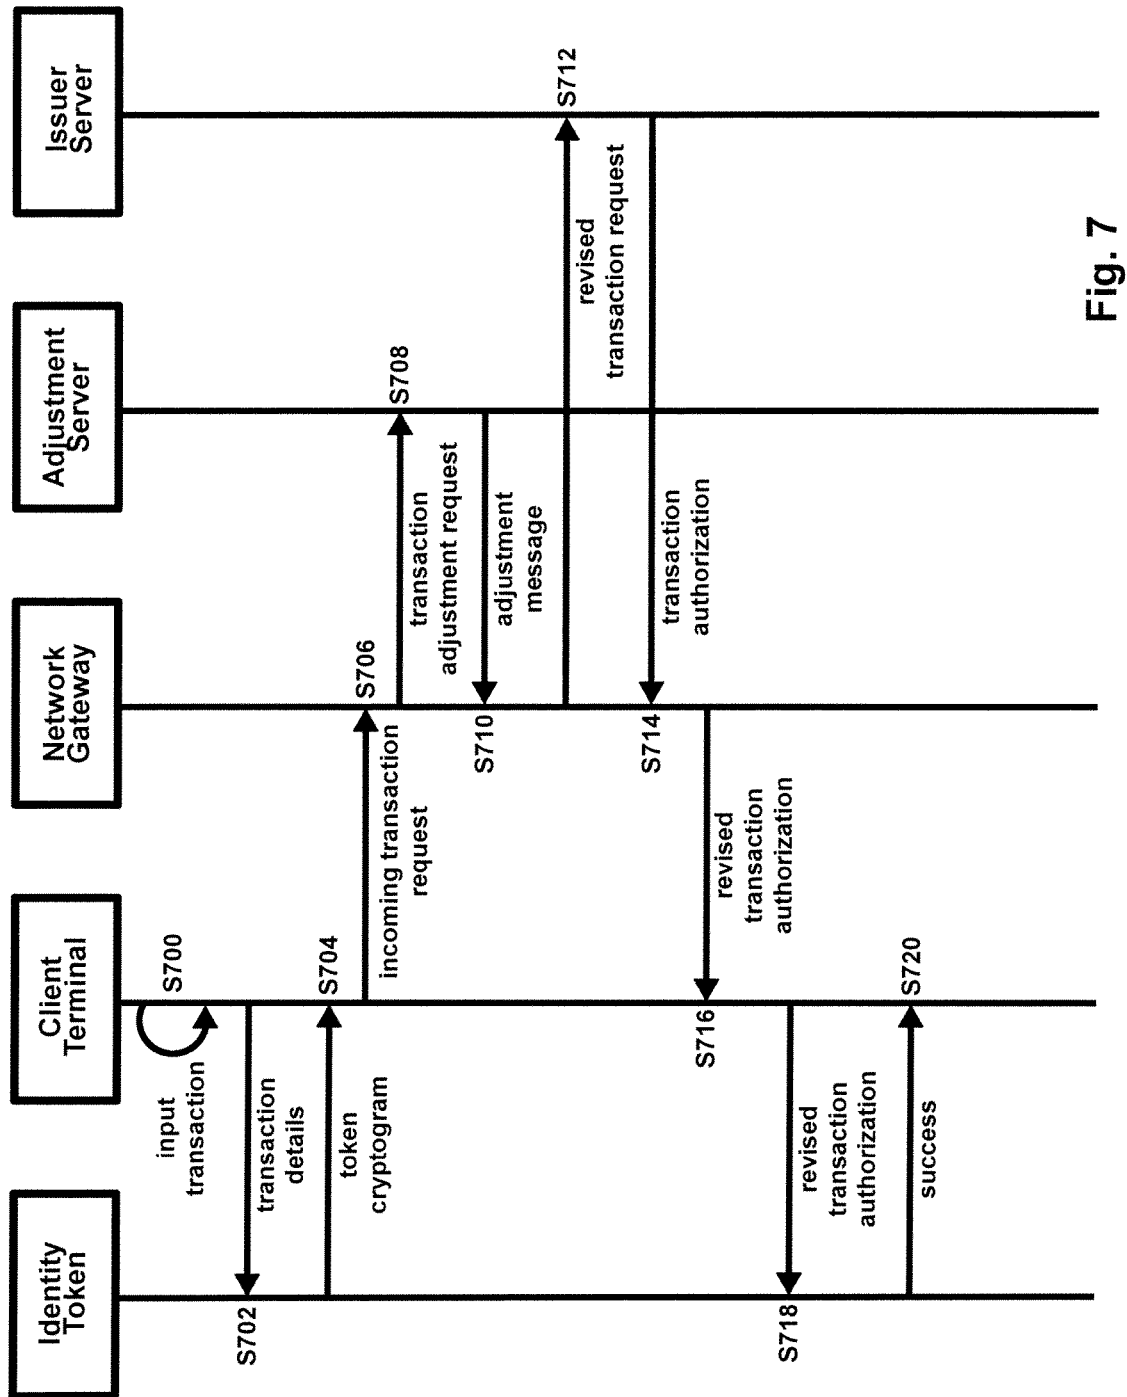 Identity
Token
Client
Terminal
Network
Gateway
Adjustment
Server
Issuer
Server
S700
input
transaction
transaction
details
S702
S704
token
cryptogram
S706
incoming transaction
request
S708
transaction
adjustment request
S710
adjustment
message
S712
revised
transaction request
S714
transaction
authorization
revised
transaction
authorization
S716
revised
transaction
authorization
S718
S720
success
Fig. 7